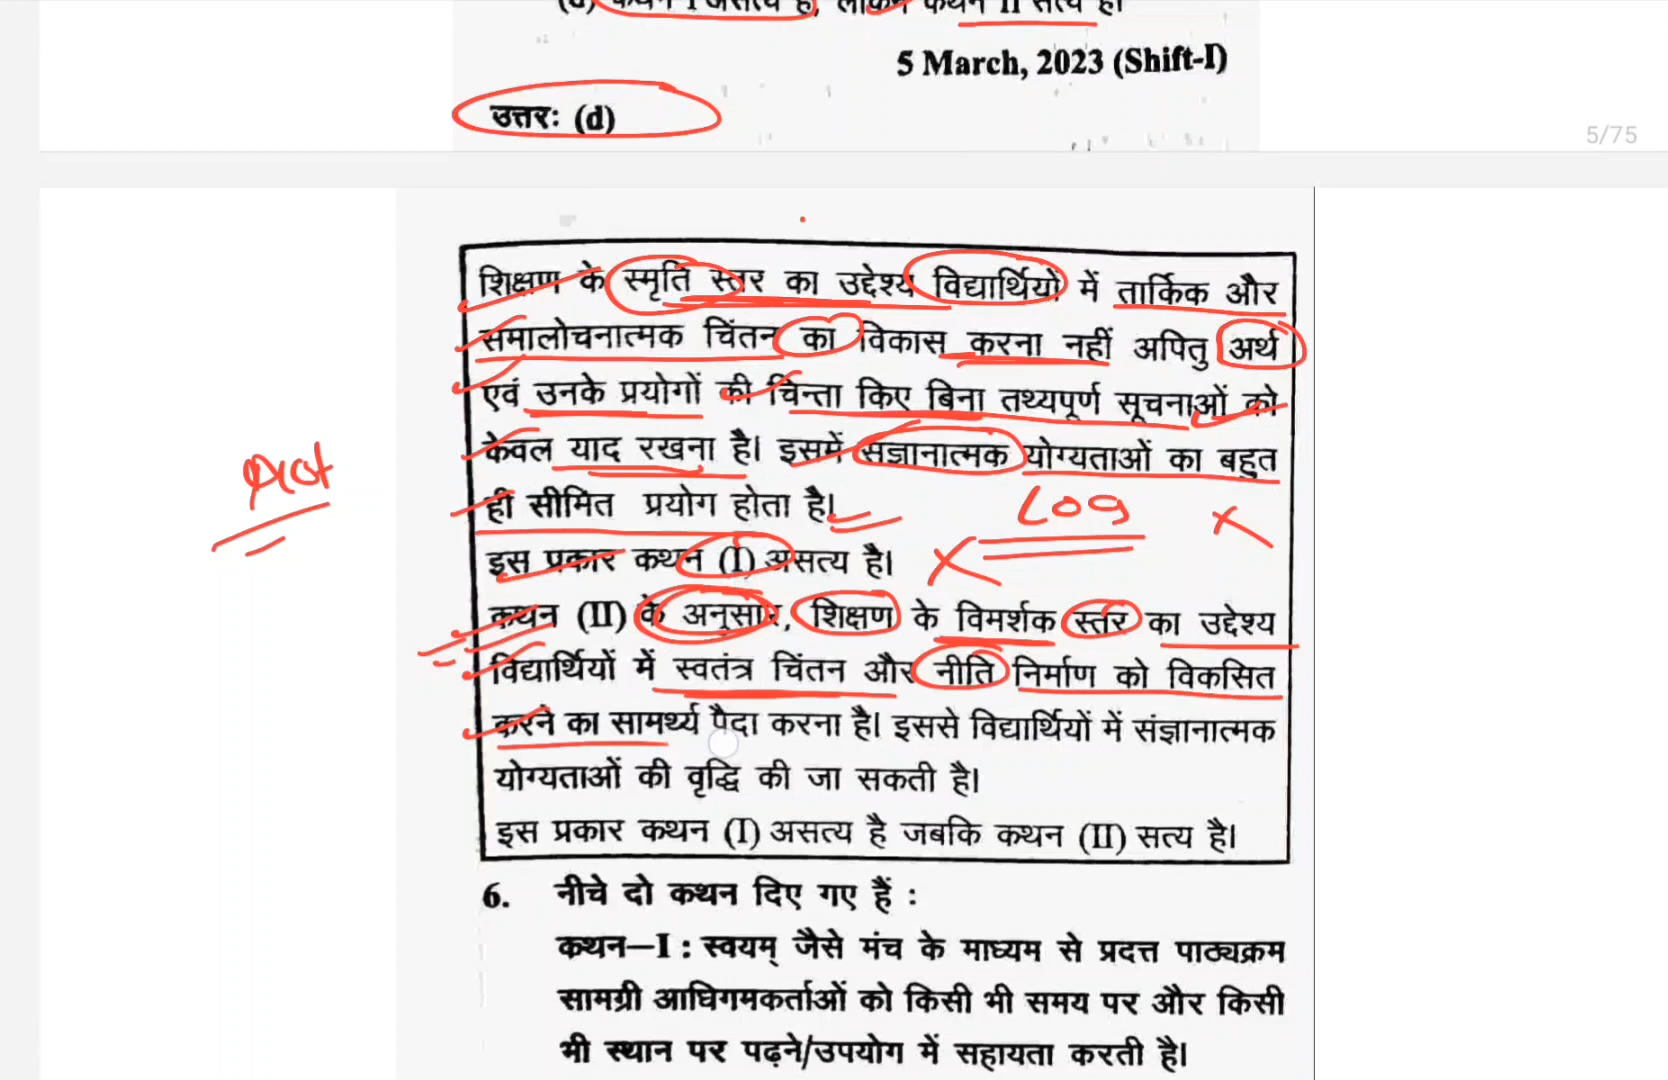 (d) कथन I असत्य है, लेकिन कथन II सत्य है।
5 March, 2023 (Shift-I)
उत्तरः (d)
5/75
शिक्षण के स्मृति स्तर का उद्देश्य विद्यार्थियों में तार्किक और
समालोचनात्मक चिंतन का विकास करना नहीं अपितु अर्थ
एवं उनके प्रयोगों की चिन्ता किए बिना तथ्यपूर्ण सूचनाओं को
केवल याद रखना है। इसमें संज्ञानात्मक योग्यताओं का बहुत
ही सीमित प्रयोग होता है।
Log
इस प्रकार कथन (I) असत्य है।
कथन (II) के अनुसार, शिक्षण के विमर्शक स्तर का उद्देश्य
विद्यार्थियों में स्वतंत्र चिंतन और नीति निर्माण को विकसित
करने का सामर्थ्य पैदा करना है। इससे विद्यार्थियों में संज्ञानात्मक
योग्यताओं की वृद्धि की जा सकती है।
इस प्रकार कथन (I) असत्य है जबकि कथन (II) सत्य है।
6. नीचे दो कथन दिए गए हैं :
कथन–I : स्वयम् जैसे मंच के माध्यम से प्रदत्त पाठ्यक्रम
सामग्री आधिगमकर्ताओं को किसी भी समय पर और किसी
भी स्थान पर पढ़ने/उपयोग में सहायता करती है।